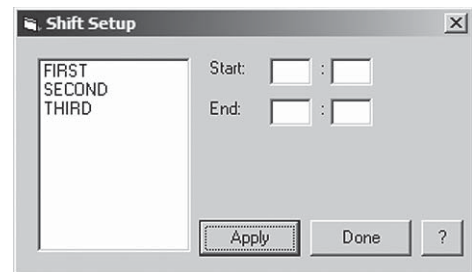 Shift Setup
FIRST
SECOND
THIRD
Start: :
End: :
Apply Done ?